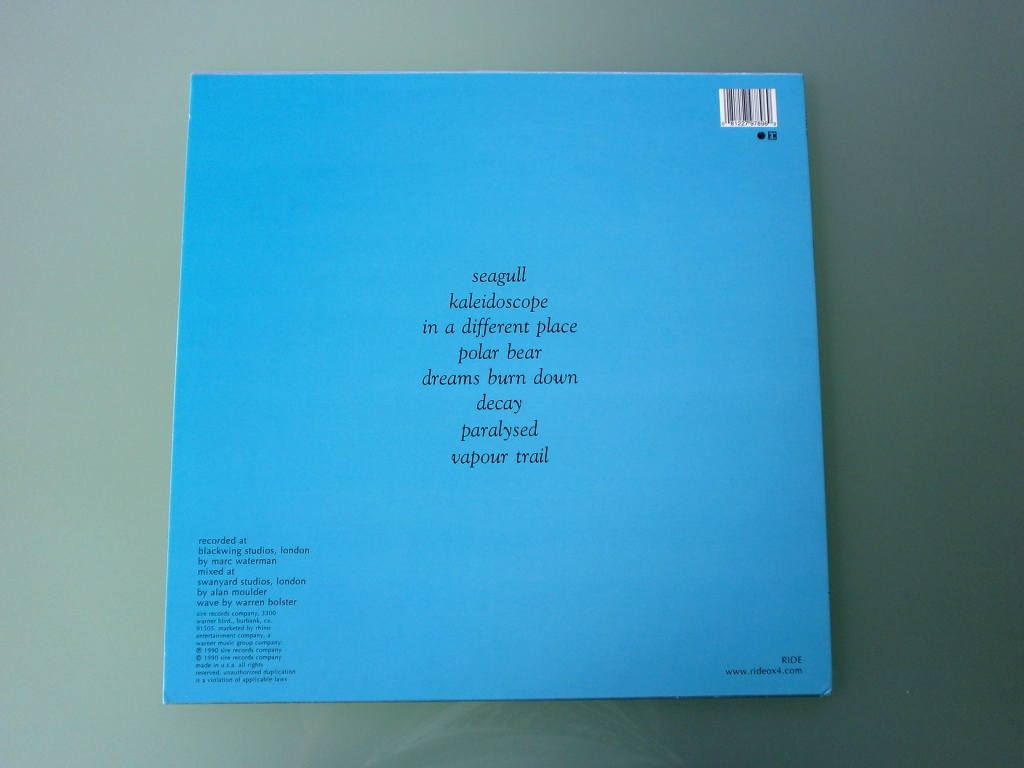 seagull
kaleidoscope
in a different place
polar bear
dreams burn down
decay
paralysed
vapour trail
recorded at
blackwing studios, london
by marc waterman
mixed at
swanyard studios, london
by alan moulder
wave by warren bolster
sire records company, 3300
warner blvd., burbank, ca.
91505. marketed by rhino
entertainment company, a
warner music group company.
℗ 1990 sire records company
© 1990 sire records company
made in u.s.a. all rights
reserved. unauthorized duplication
is a violation of applicable laws
RIDE
www.rideox4.com